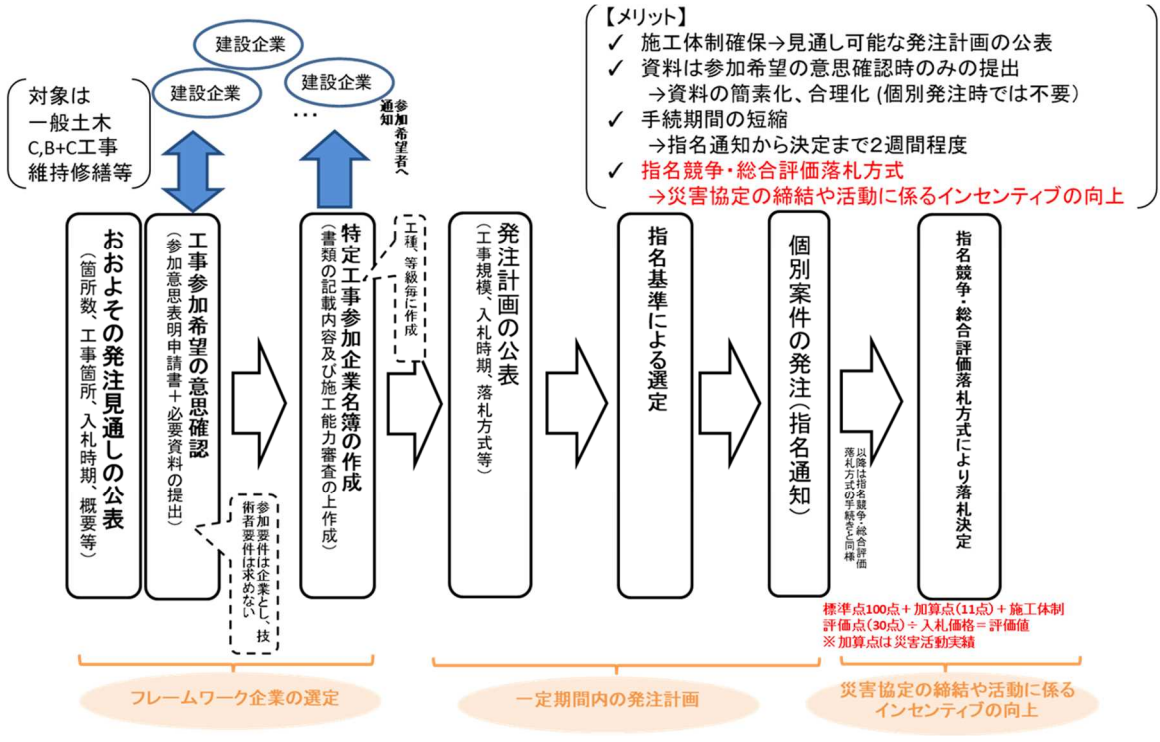 建設企業
建設企業
建設企業
…
対象は
一般土木
C,B+C工事
維持修繕等
参加希望者へ
通知
【メリット】
✓ 施工体制確保→見通し可能な発注計画の公表
✓ 資料は参加希望の意思確認時のみの提出
→資料の簡素化、合理化 (個別発注時では不要)
✓ 手続期間の短縮
→指名通知から決定まで2週間程度
✓ 指名競争・総合評価落札方式
→災害協定の締結や活動に係るインセンティブの向上
おおよその発注見通しの公表
(箇所数、工事箇所、入札時期、概要等)
工事参加希望の意思確認
(参加意思表明申請書+必要資料の提出)
参加要件は企業とし、技
術者要件は求めない
特定工事参加企業名簿の作成
(書類の記載内容及び施工能力審査の上作成)
工種、等級毎に作成
発注計画の公表
(工事規模、入札時期、落札方式等)
指名基準による選定
個別案件の発注(指名通知)
以降は指名競争・総合評価
落札方式の手続きと同様
指名競争・総合評価落札方式により落札決定
標準点100点+加算点(11点)+施工体制
評価点(30点)÷入札価格=評価値
※加算点は災害活動実績
フレームワーク企業の選定
一定期間内の発注計画
災害協定の締結や活動に係る
インセンティブの向上